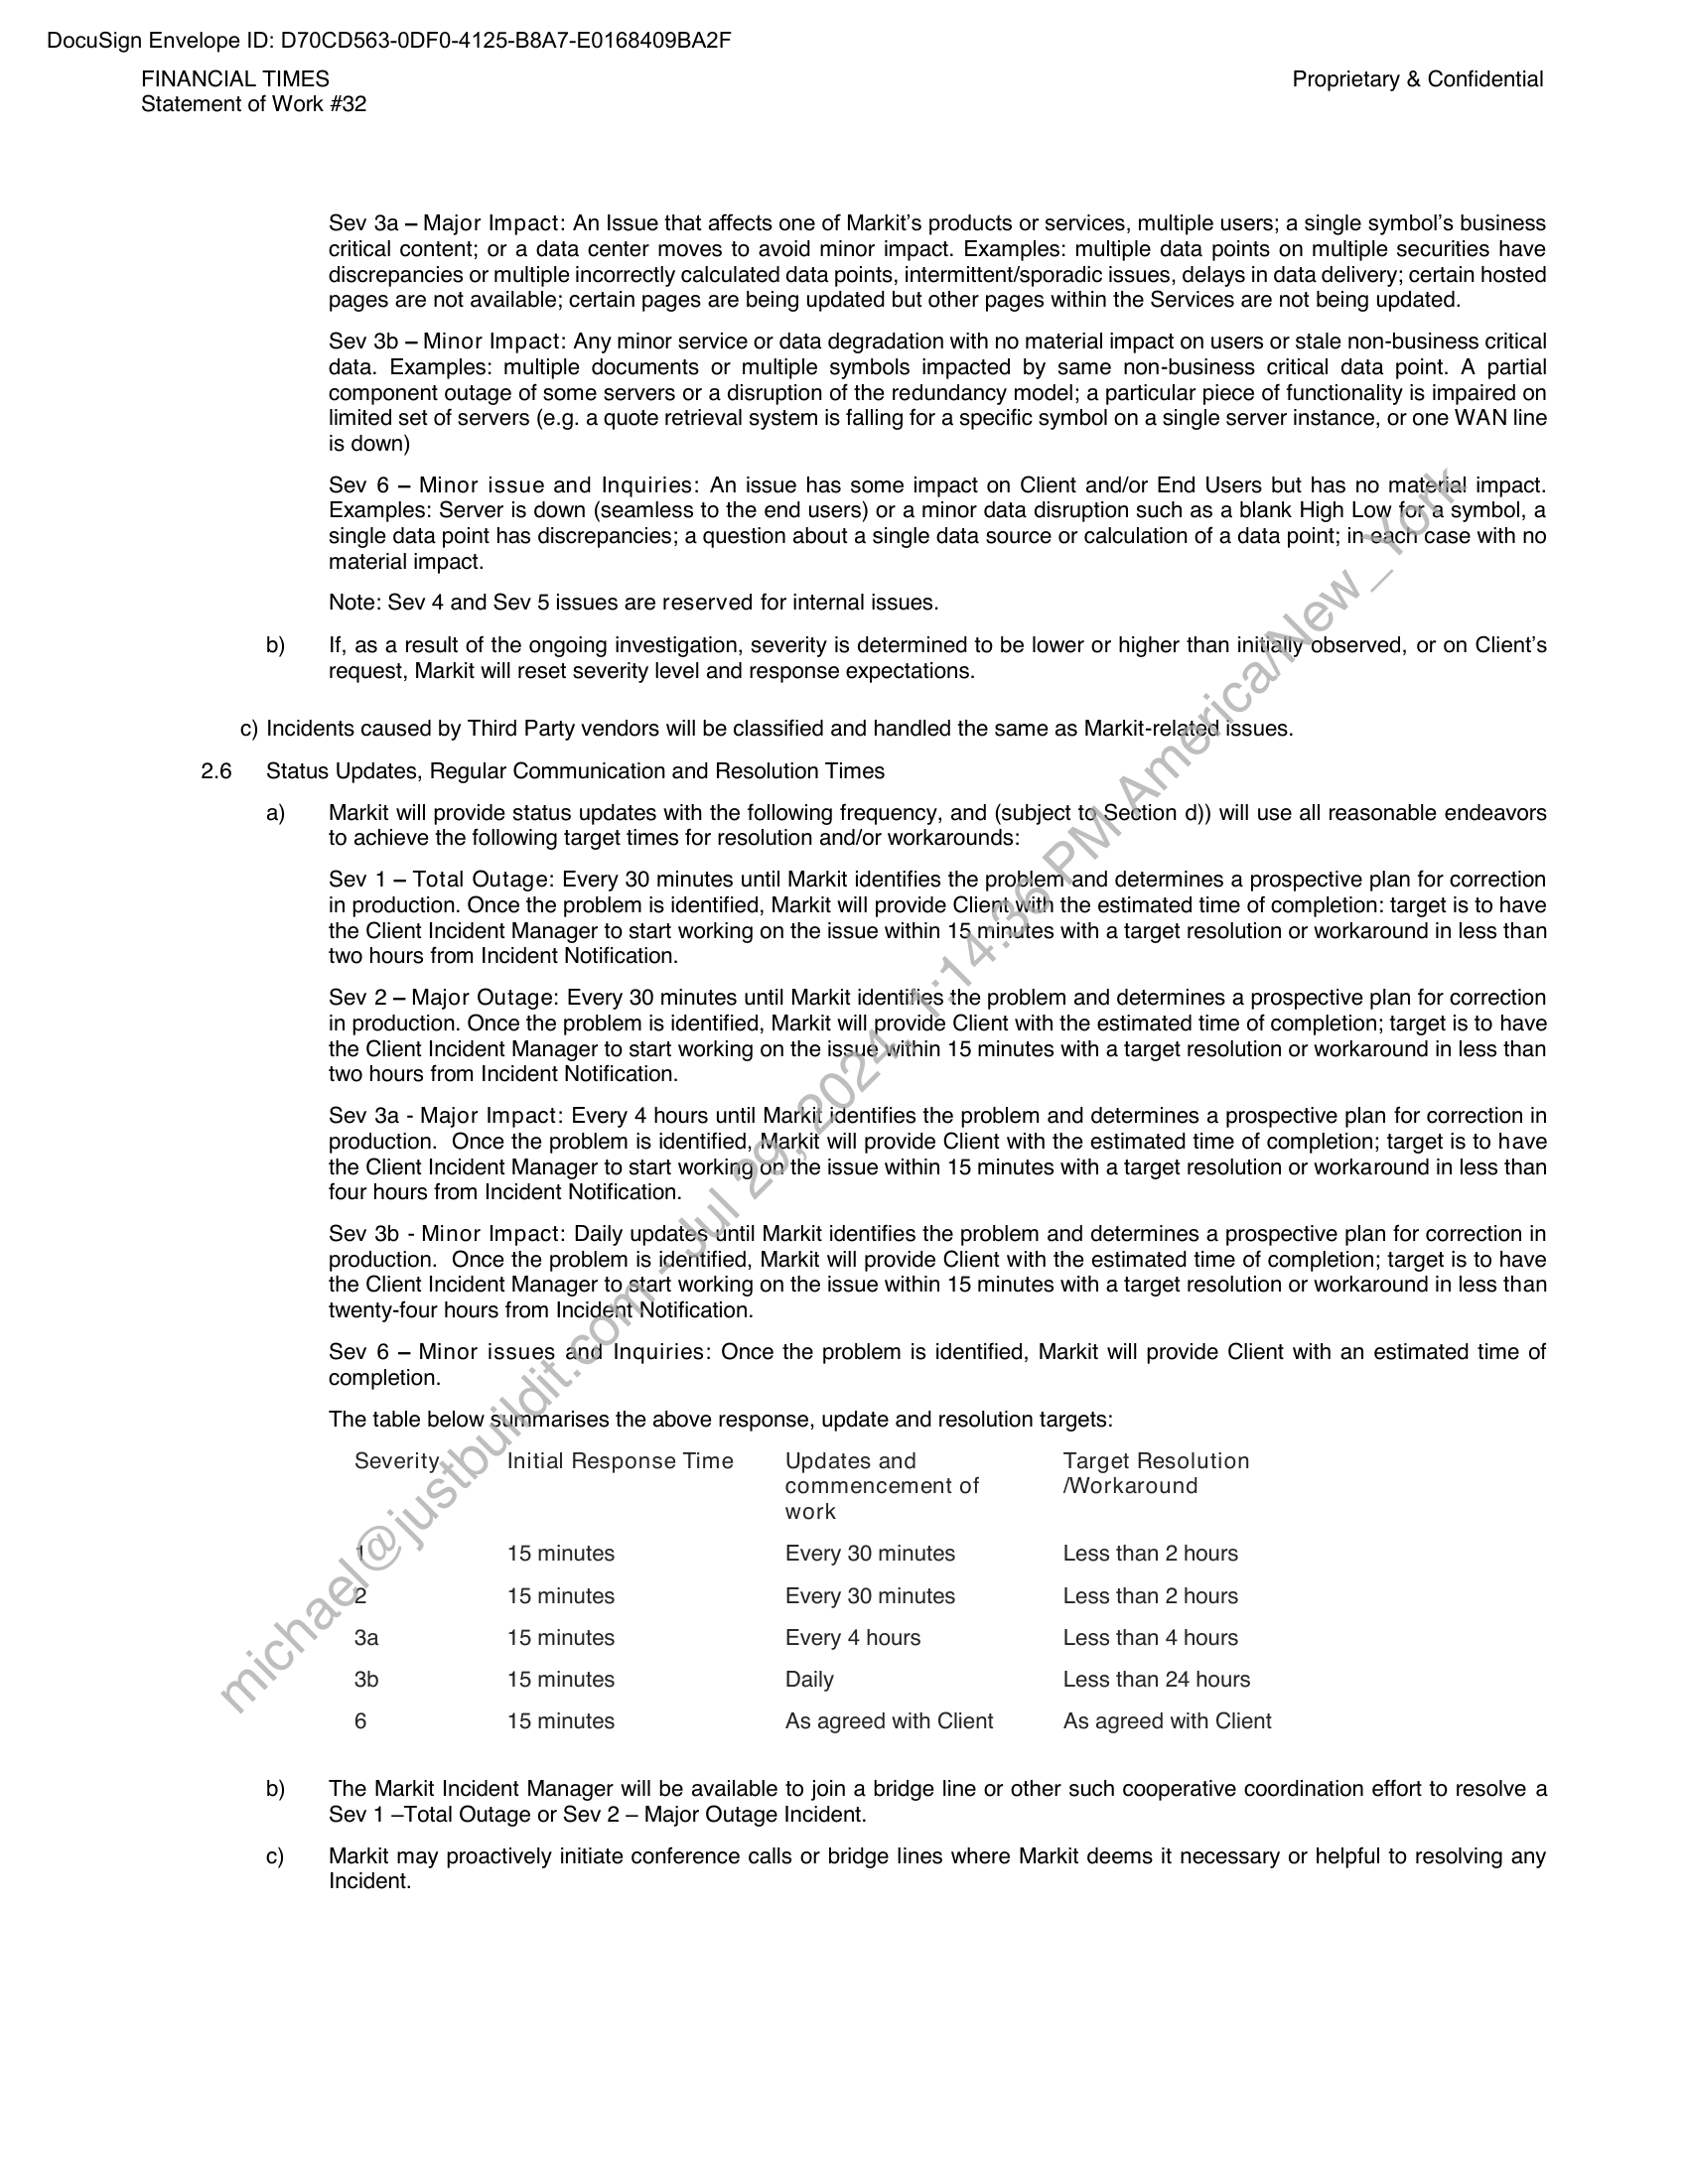 DocuSign Envelope ID: D70CD563-0DF0-4125-B8A7-E0168409BA2F
FINANCIAL TIMES Proprietary & Confidential
Statement of Work #32
Sev 3a – Major Impact: An Issue that affects one of Markit’s products or services, multiple users; a single symbol’s business
critical content; or a data center moves to avoid minor impact. Examples: multiple data points on multiple securities have
discrepancies or multiple incorrectly calculated data points, intermittent/sporadic issues, delays in data delivery; certain hosted
pages are not available; certain pages are being updated but other pages within the Services are not being updated.
Sev 3b – Minor Impact: Any minor service or data degradation with no material impact on users or stale non-business critical
data. Examples: multiple documents or multiple symbols impacted by same non-business critical data point. A partial
component outage of some servers or a disruption of the redundancy model; a particular piece of functionality is impaired on
limited set of servers (e.g. a quote retrieval system is falling for a specific symbol on a single server instance, or one WAN line
is down)
Sev 6 – Minor issue and Inquiries: An issue has some impact on Client and/or End Users but has no material impact.
Examples: Server is down (seamless to the end users) or a minor data disruption such as a blank High Low for a symbol, a
single data point has discrepancies; a question about a single data source or calculation of a data point; in each case with no
material impact.
Note: Sev 4 and Sev 5 issues are reserved for internal issues.
b) If, as a result of the ongoing investigation, severity is determined to be lower or higher than initially observed, or on Client’s
request, Markit will reset severity level and response expectations.
c) Incidents caused by Third Party vendors will be classified and handled the same as Markit-related issues.
2.6 Status Updates, Regular Communication and Resolution Times
a) Markit will provide status updates with the following frequency, and (subject to Section d)) will use all reasonable endeavors
to achieve the following target times for resolution and/or workarounds:
Sev 1 – Total Outage: Every 30 minutes until Markit identifies the problem and determines a prospective plan for correction
in production. Once the problem is identified, Markit will provide Client with the estimated time of completion: target is to have
the Client Incident Manager to start working on the issue within 15 minutes with a target resolution or workaround in less than
two hours from Incident Notification.
Sev 2 – Major Outage: Every 30 minutes until Markit identifies the problem and determines a prospective plan for correction
in production. Once the problem is identified, Markit will provide Client with the estimated time of completion; target is to have
the Client Incident Manager to start working on the issue within 15 minutes with a target resolution or workaround in less than
two hours from Incident Notification.
Sev 3a - Major Impact: Every 4 hours until Markit identifies the problem and determines a prospective plan for correction in
production. Once the problem is identified, Markit will provide Client with the estimated time of completion; target is to have
the Client Incident Manager to start working on the issue within 15 minutes with a target resolution or workaround in less than
four hours from Incident Notification.
Sev 3b - Minor Impact: Daily updates until Markit identifies the problem and determines a prospective plan for correction in
production. Once the problem is identified, Markit will provide Client with the estimated time of completion; target is to have
the Client Incident Manager to start working on the issue within 15 minutes with a target resolution or workaround in less than
twenty-four hours from Incident Notification.
Sev 6 – Minor issues and Inquiries: Once the problem is identified, Markit will provide Client with an estimated time of
completion.
The table below summarises the above response, update and resolution targets:
Severity Initial Response Time Updates and Target Resolution
commencement of /Workaround
work
1 15 minutes Every 30 minutes Less than 2 hours
2 15 minutes Every 30 minutes Less than 2 hours
3a 15 minutes Every 4 hours Less than 4 hours
3b 15 minutes Daily Less than 24 hours
6 15 minutes As agreed with Client As agreed with Client
b) The Markit Incident Manager will be available to join a bridge line or other such cooperative coordination effort to resolve a
Sev 1 –Total Outage or Sev 2 – Major Outage Incident.
c) Markit may proactively initiate conference calls or bridge lines where Markit deems it necessary or helpful to resolving any
Incident.
michael@justbuildit.com - Jul 29, 2024, 1:14:36 PM America/New_York